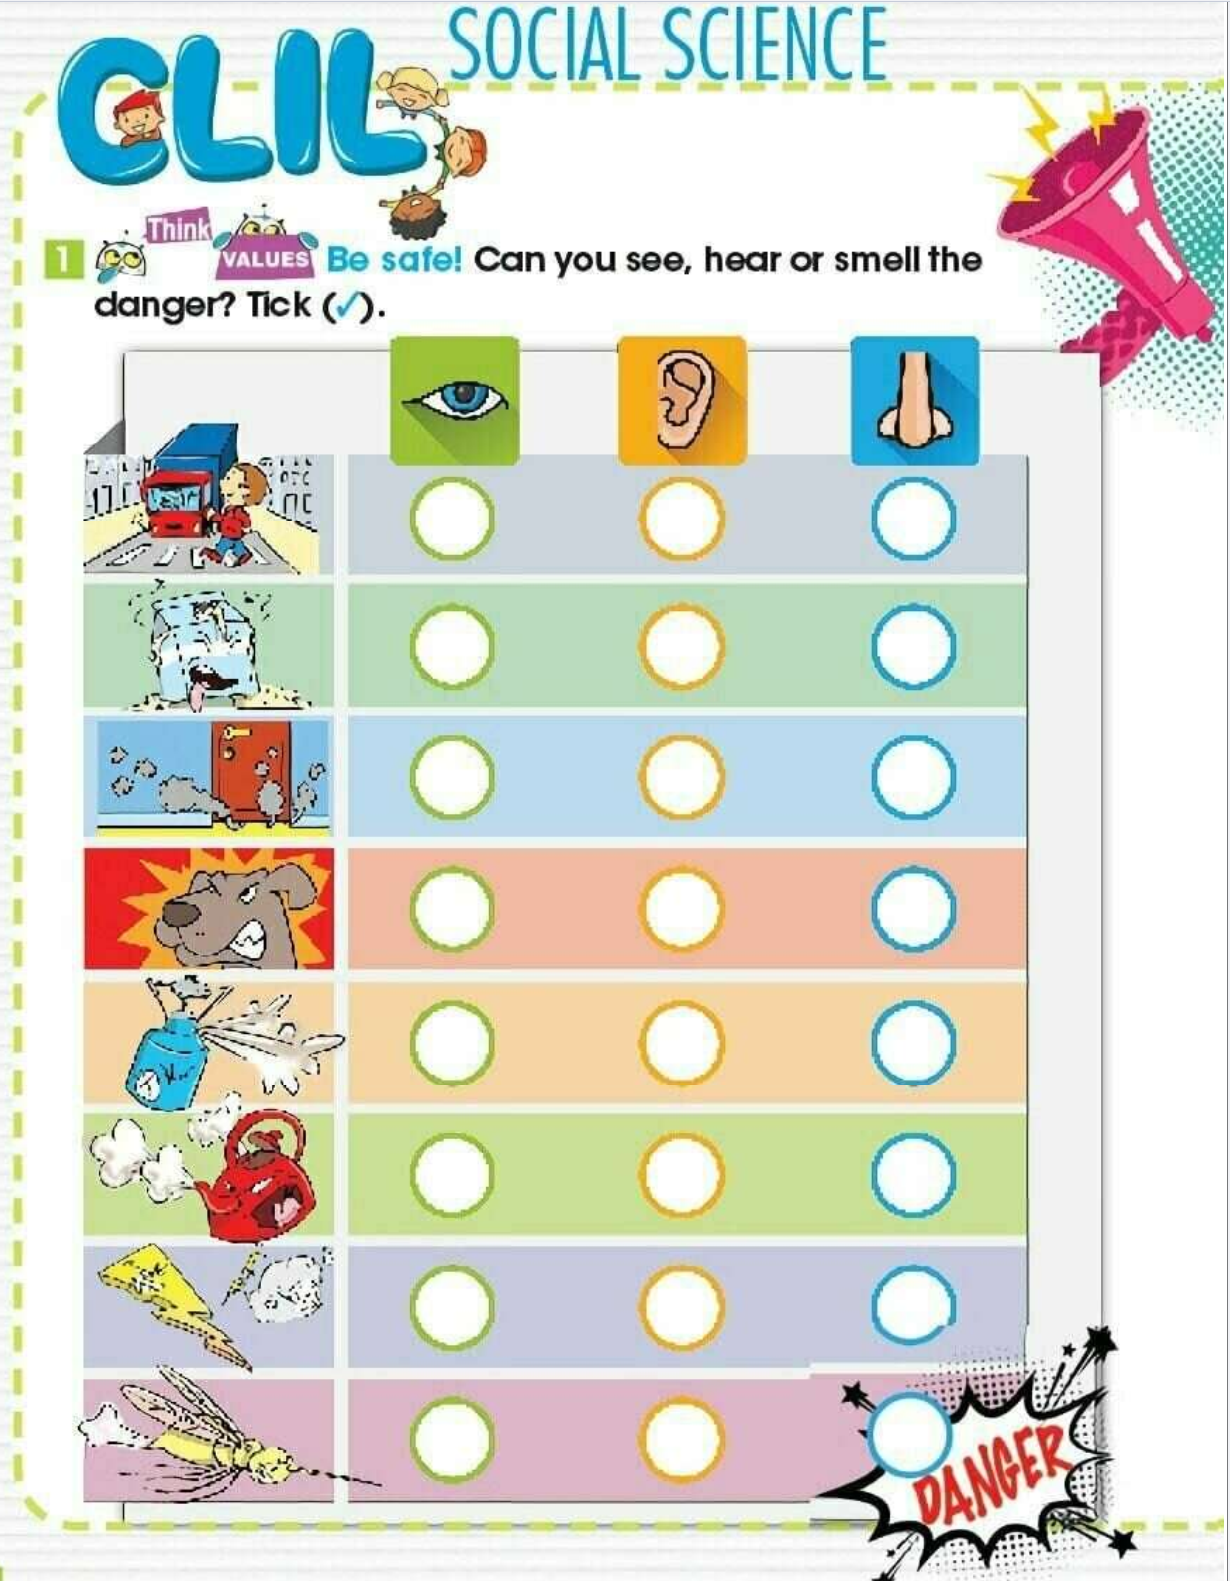 SOCIAL SCIENCE
CLIL
Think
1 VALUES Be safe! Can you see, hear or smell the
danger? Tick (✓).
DANGER